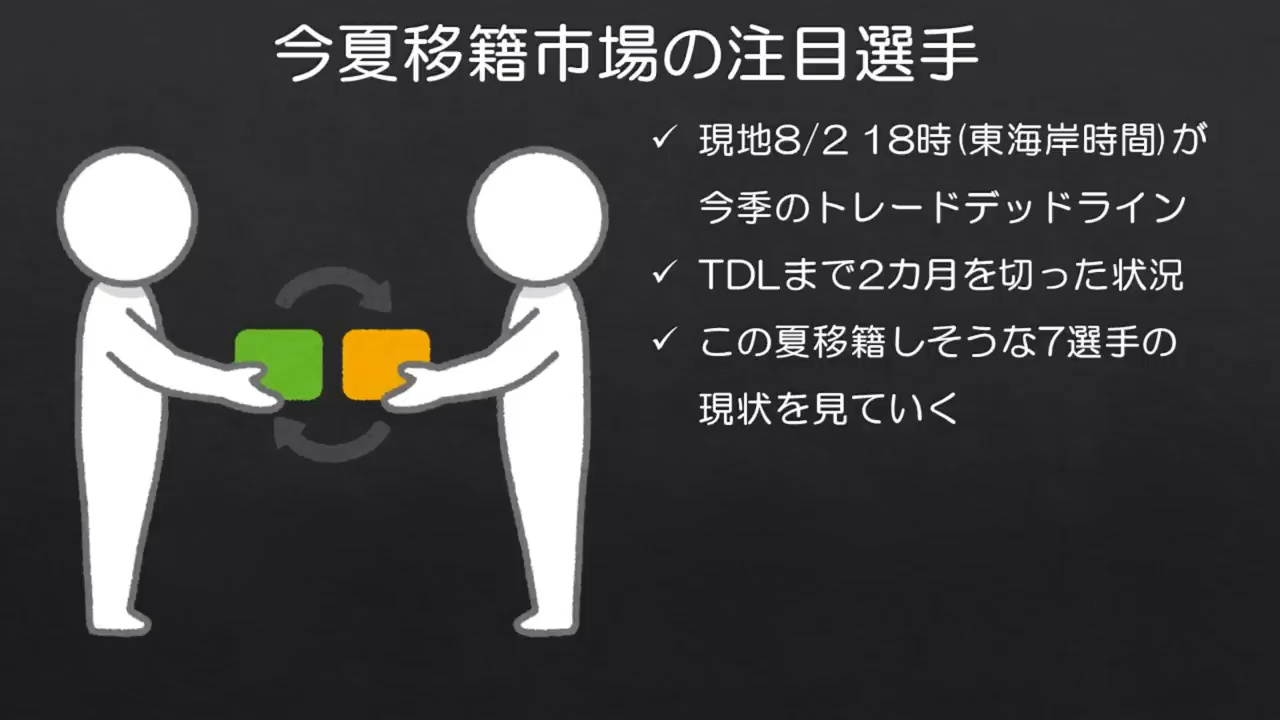 今夏移籍市場の注目選手
✓ 現地8/2 18時(東海岸時間)が
今季のトレードデッドライン
✓ TDLまで2カ月を切った状況
✓ この夏移籍しそうな7選手の
現状を見ていく